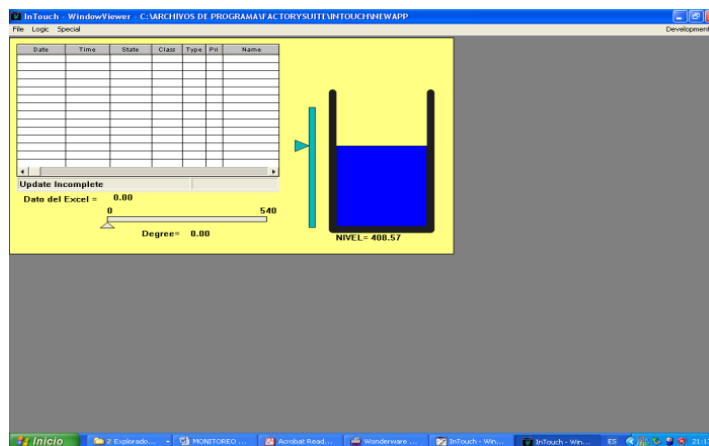 InTouch - WindowViewer - C:\ARCHIVOS DE PROGRAMA\FACTORYSUITE\INTOUCH\NEWAPP
File Logic Special Development
Date Time State Class Type Pri Name
Update Incomplete
Dato del Excel = 0.00
0 540
Degree= 0.00
NIVEL= 408.57
Inicio 2 Explorado... MONITOREO ... Acrobat Read... Wonderware ... InTouch - Win... InTouch - Win... ES